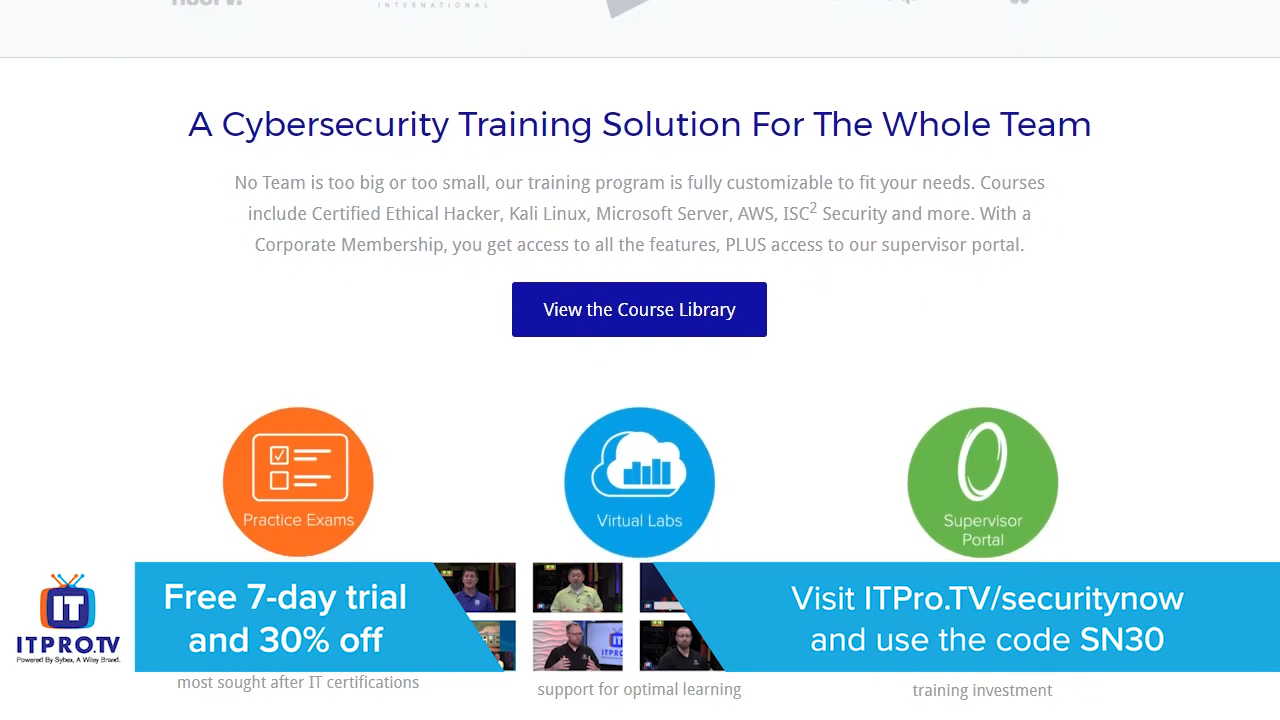 INTERNATIONAL
A Cybersecurity Training Solution For The Whole Team
No Team is too big or too small, our training program is fully customizable to fit your needs. Courses
include Certified Ethical Hacker, Kali Linux, Microsoft Server, AWS, ISC² Security and more. With a
Corporate Membership, you get access to all the features, PLUS access to our supervisor portal.
View the Course Library
Practice Exams
Virtual Labs
Supervisor
Portal
IT
ITPRO.TV
Powered By Sybex, A Wiley Brand.
Free 7-day trial
and 30% off
Visit ITPro.TV/securitynow
and use the code SN30
most sought after IT certifications
support for optimal learning
training investment